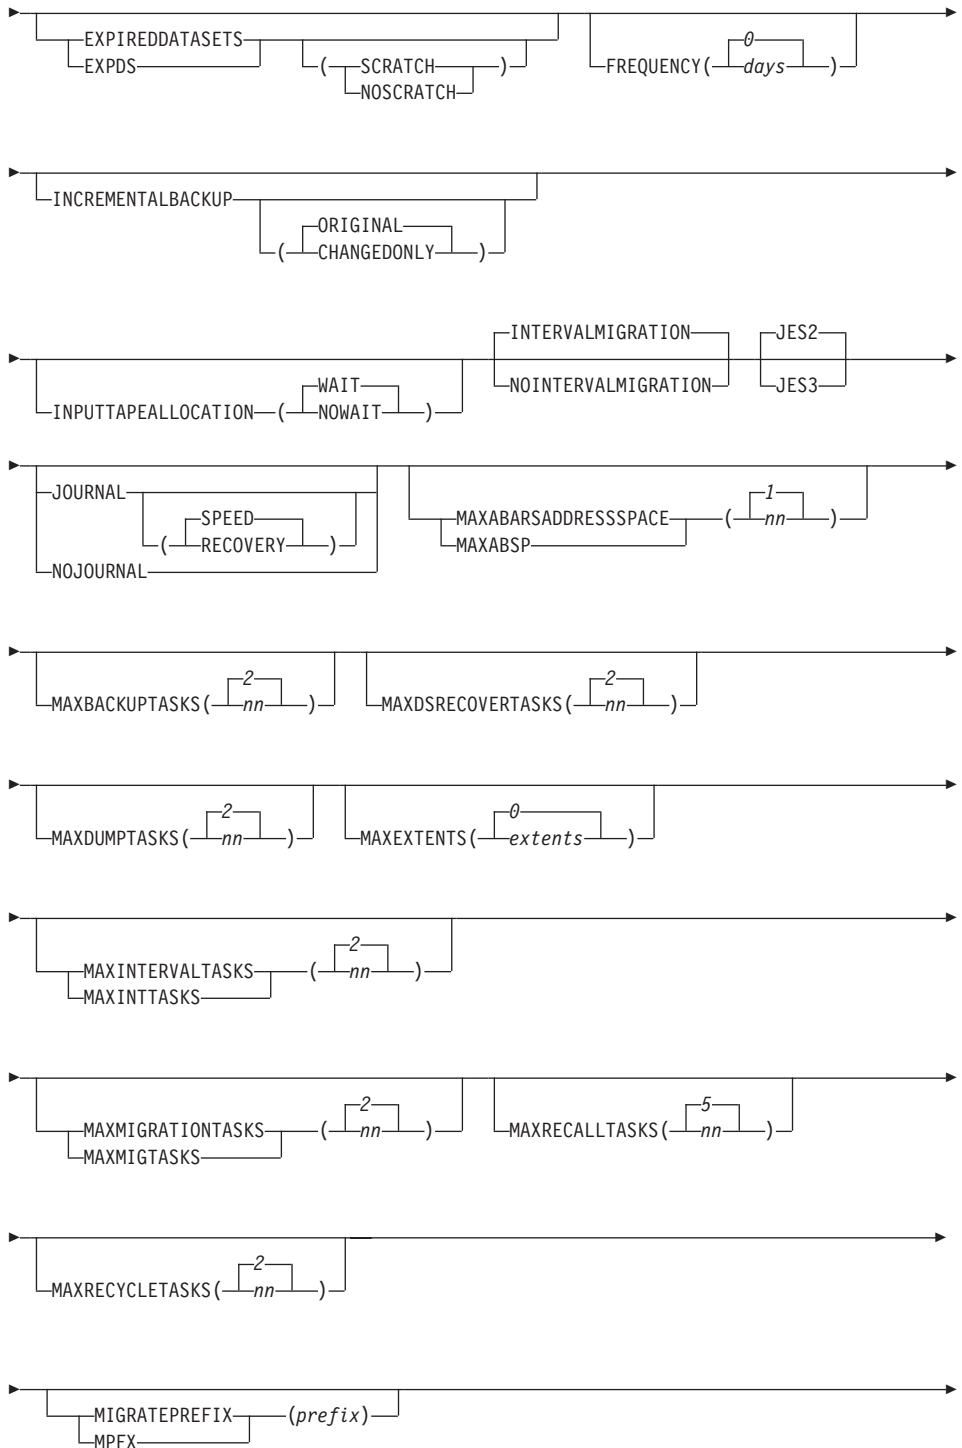 EXPIREDDATASETS
EXPDS
( SCRATCH )
NOSCRATCH
FREQUENCY( 0
days )
INCREMENTALBACKUP
( ORIGINAL
CHANGEDONLY )
INPUTTAPEALLOCATION ( WAIT
NOWAIT )
INTERVALMIGRATION
NOINTERVALMIGRATION
JES2
JES3
JOURNAL
( SPEED
RECOVERY )
NOJOURNAL
MAXABARSADDRESSSPACE
MAXABSP
( 1
nn )
MAXBACKUPTASKS( 2
nn )
MAXDSRECOVERTASKS( 2
nn )
MAXDUMPTASKS( 2
nn )
MAXEXTENTS( 0
extents )
MAXINTERVALTASKS
MAXINTTASKS
( 2
nn )
MAXMIGRATIONTASKS
MAXMIGTASKS
( 2
nn )
MAXRECALLTASKS( 5
nn )
MAXRECYCLETASKS( 2
nn )
MIGRATEPREFIX
MPFX
(prefix)